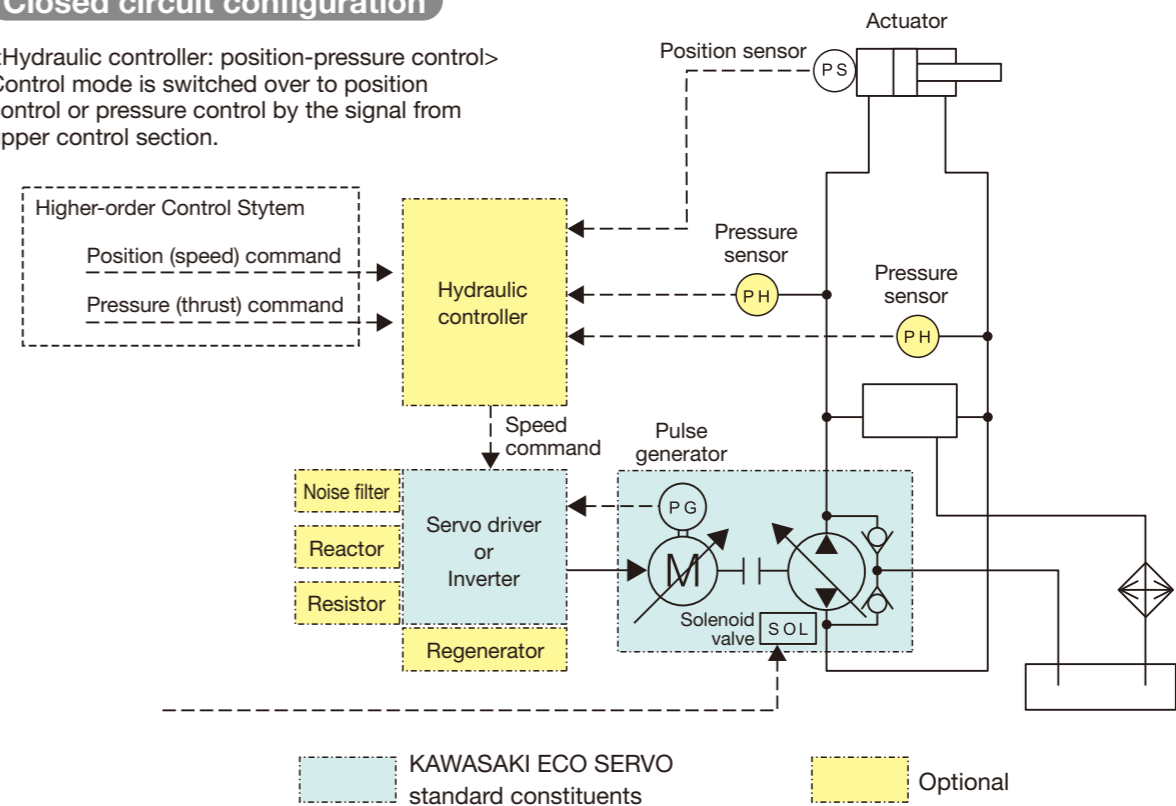 Closed circuit configuration
Hydraulic controller: position-pressure control>
Control mode is switched over to position
control or pressure control by the signal from
upper control section.
Actuator
Position sensor
PS
Higher-order Control Stytem
Position (speed) command
Pressure (thrust) command
Hydraulic
controller
Pressure
sensor
PH
Pressure
sensor
PH
Speed
command
Pulse
generator
Noise filter
Reactor
Resistor
Servo driver
or
Inverter
Regenerator
PG
M
Solenoid
valve
SOL
KAWASAKI ECO SERVO
standard constituents
Optional